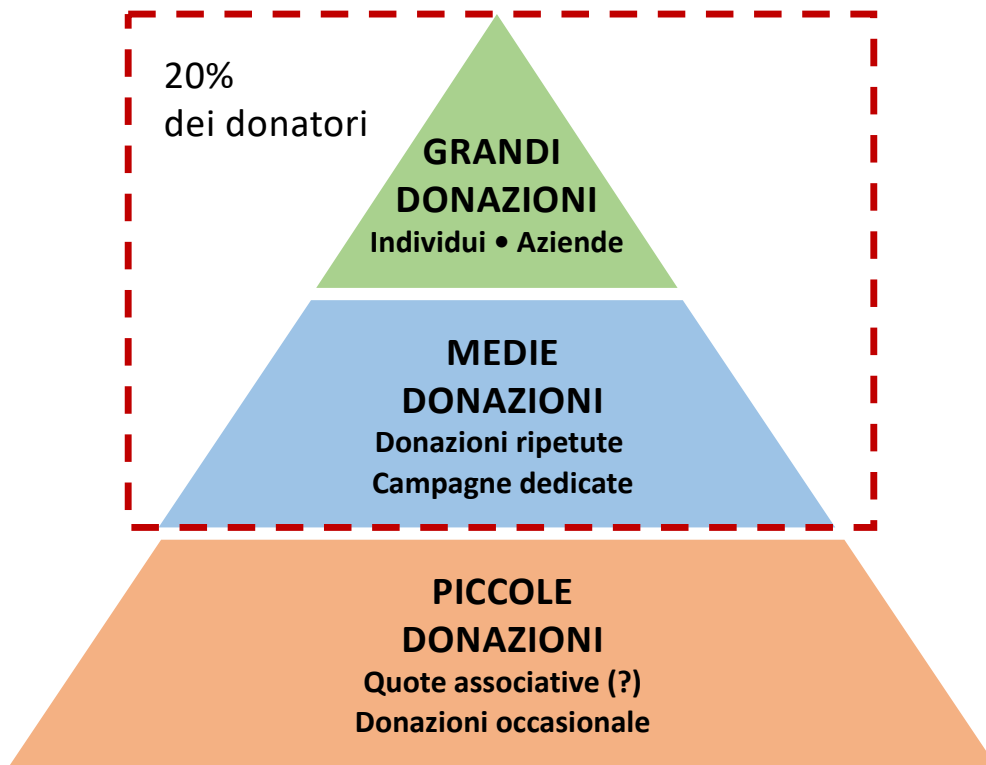 20%
dei donatori
GRANDI
DONAZIONI
Individui • Aziende
MEDIE
DONAZIONI
Donazioni ripetute
Campagne dedicate
PICCOLE
DONAZIONI
Quote associative (?)
Donazioni occasionale